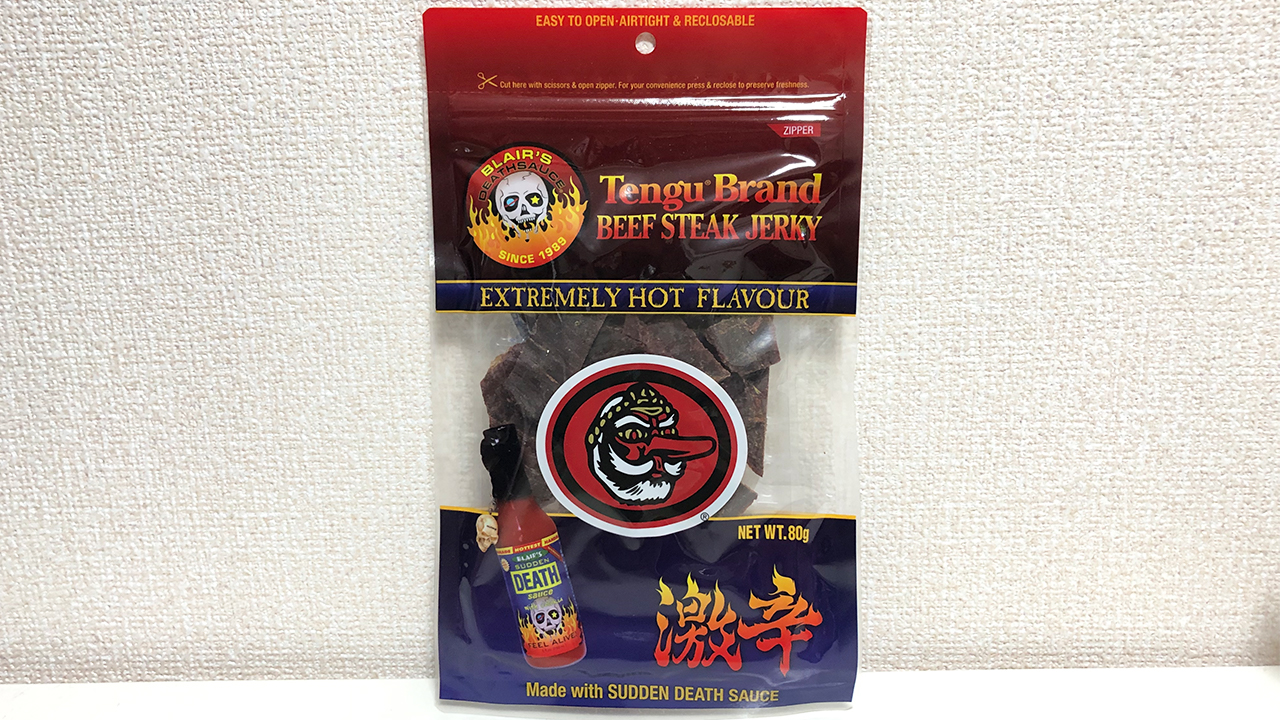 EASY TO OPEN·AIRTIGHT & RECLOSABLE
Cut here with scissors & open zipper. For your convenience press & reclose to preserve freshness.
ZIPPER
BLAIR'S
DEATHSAUCE
SINCE 1989
Tengu® Brand
BEEF STEAK JERKY
EXTREMELY HOT FLAVOUR
®
NET WT. 80g
HOTTEST
BLAIR'S
SUDDEN
DEATH
sauce
FEEL ALIVE
激辛
Made with SUDDEN DEATH SAUCE